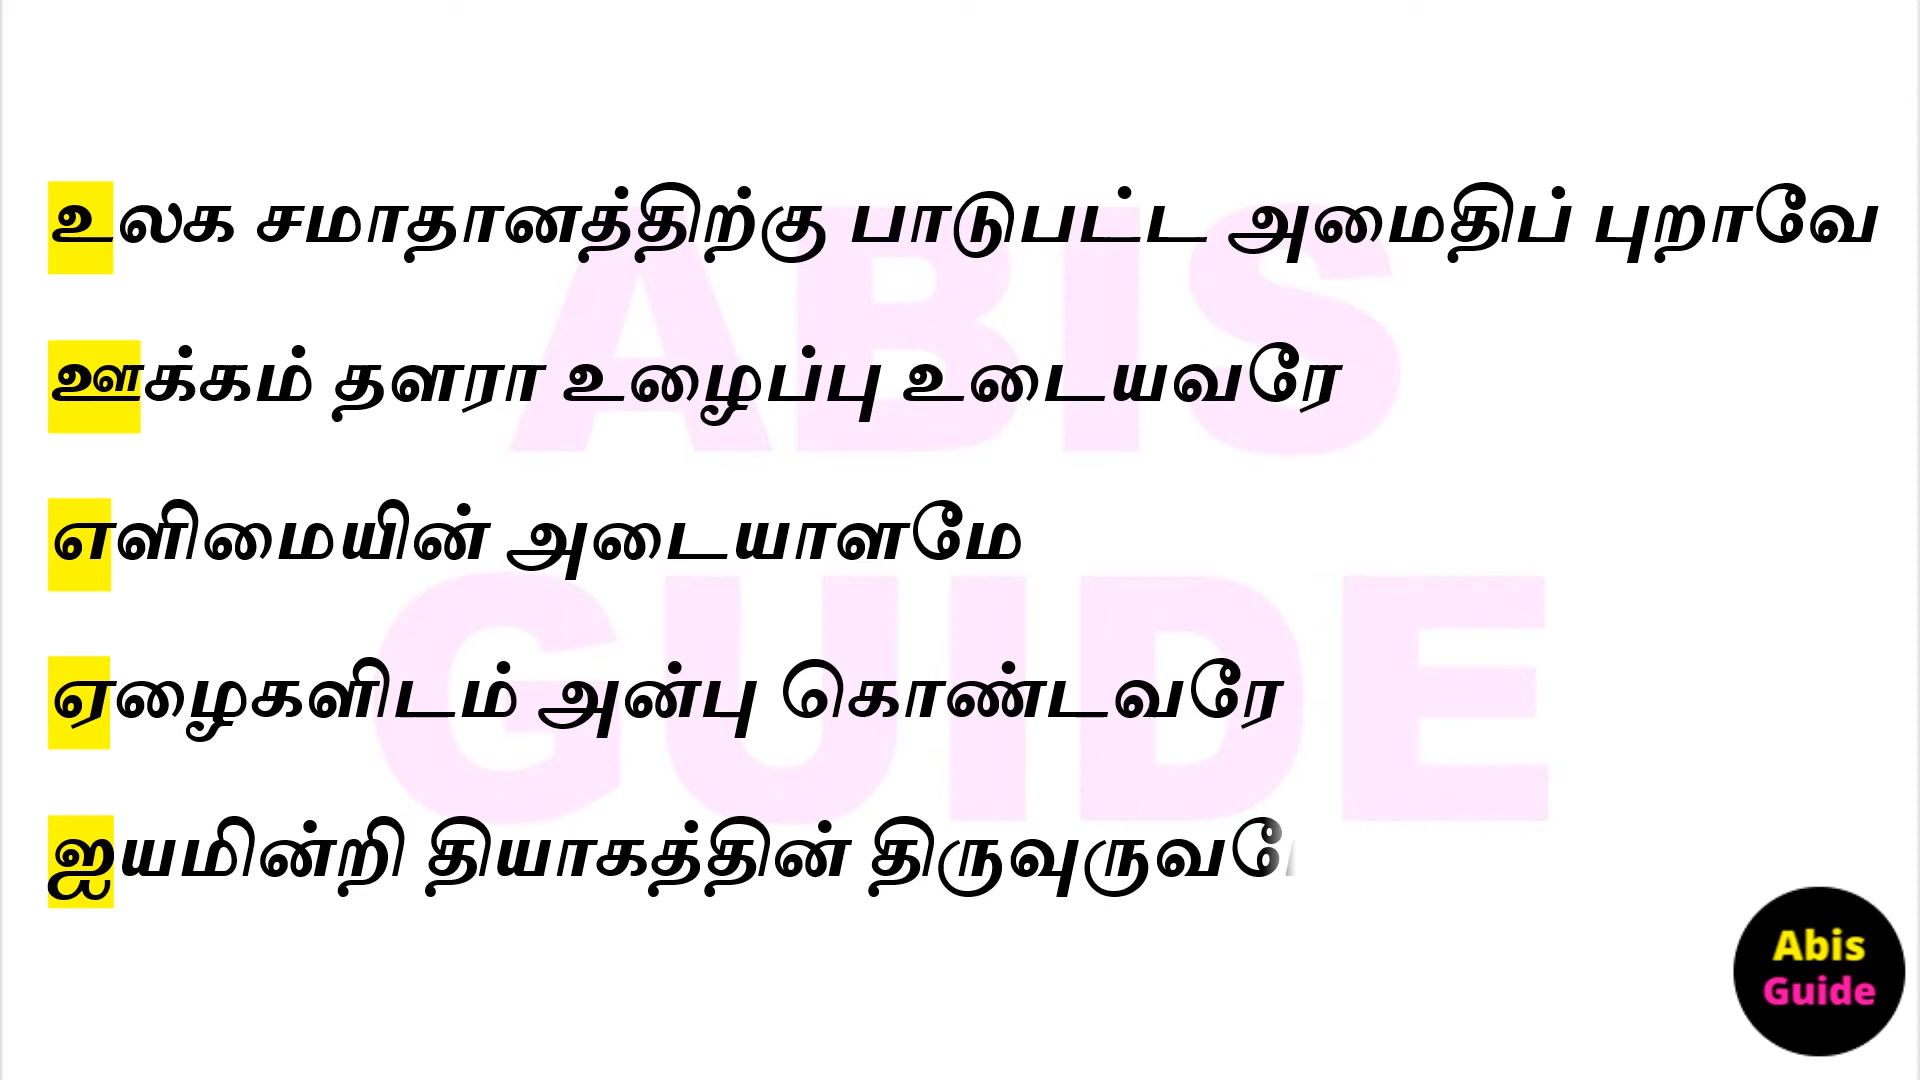 உலக சமாதானத்திற்கு பாடுபட்ட அமைதிப் புறாவே
ABIS
ஊக்கம் தளரா உழைப்பு உடையவரே
எளிமையின் அடையாளமே
GUIDE
ஏழைகளிடம் அன்பு கொண்டவரே
ஐயமின்றி தியாகத்தின்
Abis
Guide